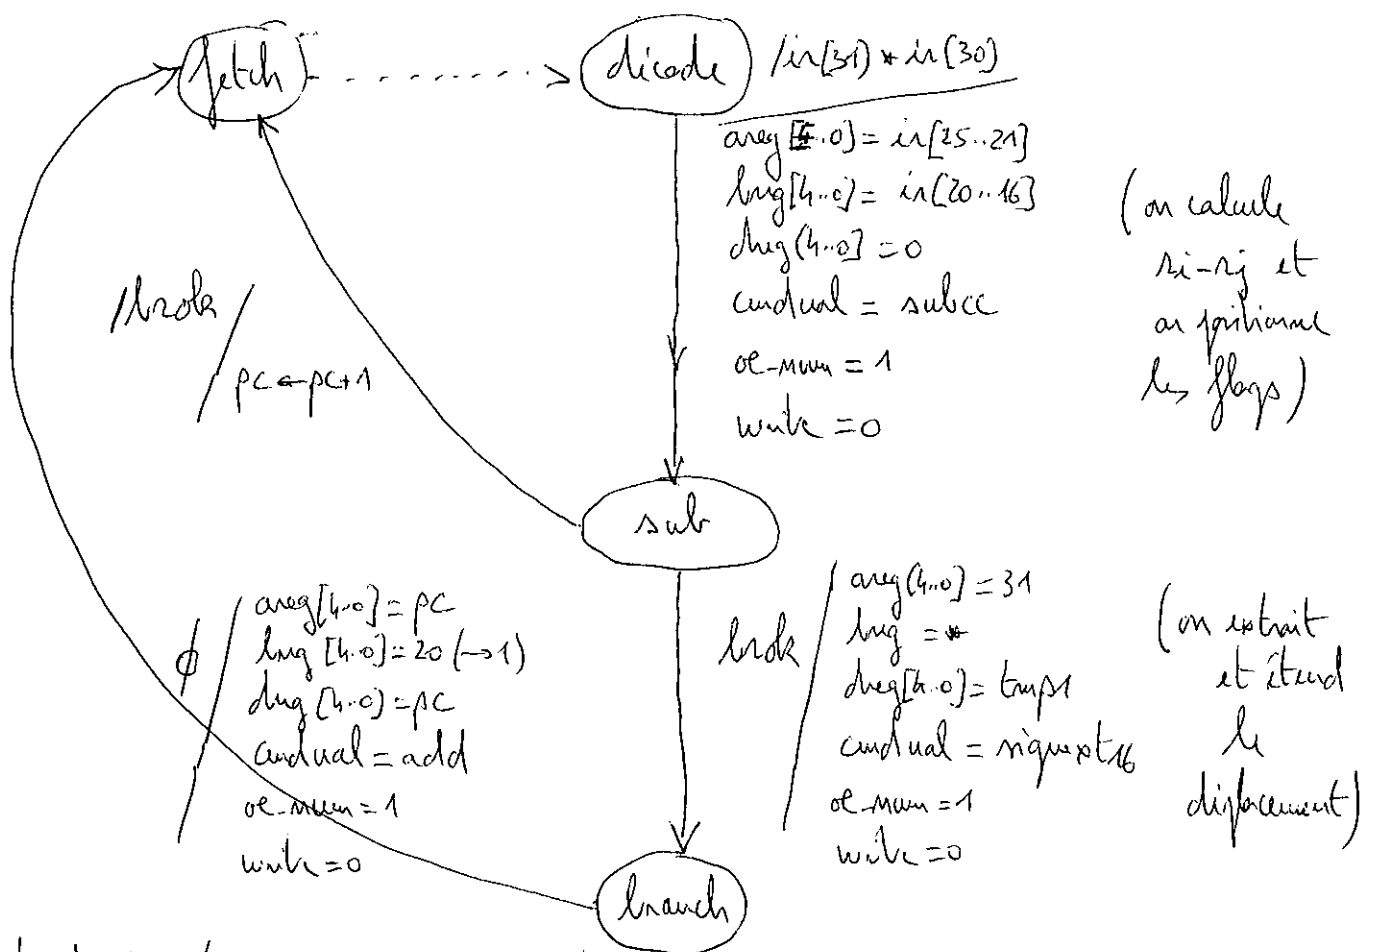 fetch
décode
/ir[31] * ir[30]
areg[4..0] = ir[25..21]
breg[4..0] = ir[20..16]
dreg[4..0] = 0
cmdual = subcc
oe_num = 1
write = 0
(on calcule
ri-rj et
on positionne
les flags)
/brok
/ pc ← pc+1
sub
ϕ
areg[4..0] = pc
breg[4..0] = 20 (→1)
dreg[4..0] = pc
cmdual = add
oe_num = 1
write = 0
brok
areg[4..0] = 31
breg = *
dreg[4..0] = tmp1
cmdual = signext16
oe_num = 1
write = 0
(on extrait
et étend
le
déplacement)
branch